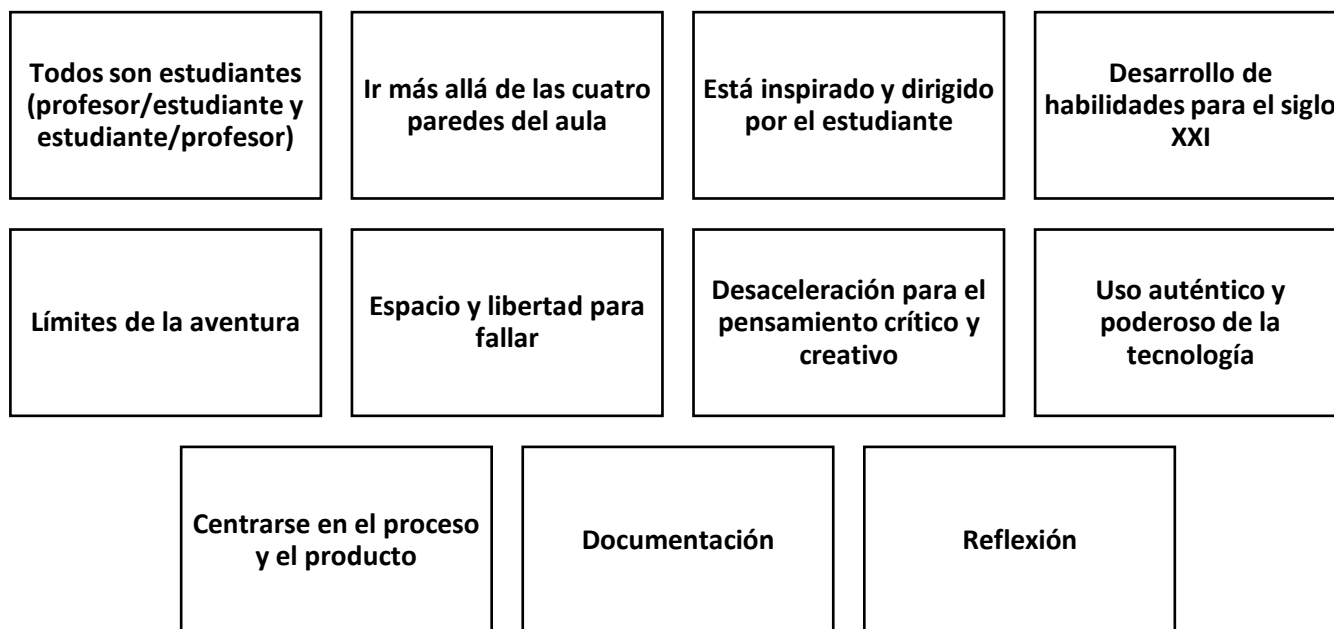 Todos son estudiantes
(profesor/estudiante y
estudiante/profesor)
Ir más allá de las cuatro
paredes del aula
Está inspirado y dirigido
por el estudiante
Desarrollo de
habilidades para el siglo
XXI
Límites de la aventura
Espacio y libertad para
fallar
Desaceleración para el
pensamiento crítico y
creativo
Uso auténtico y
poderoso de la
tecnología
Centrarse en el proceso
y el producto
Documentación
Reflexión